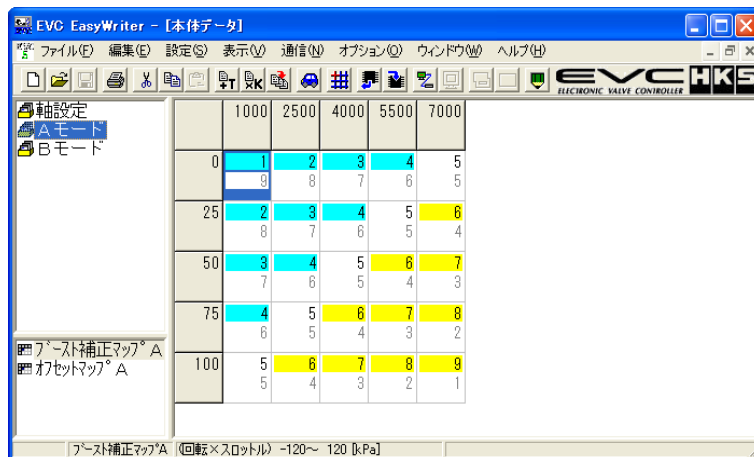 EVC EasyWriter - [本体データ]
ファイル(F) 編集(E) 設定(S) 表示(V) 通信(N) オプション(O) ウィンドウ(W) ヘルプ(H)
EVC HKS
ELECTRONIC VALVE CONTROLLER
軸設定
Aモード
Bモード
ブースト補正マップA
オフセットマップA
1000 2500 4000 5500 7000
0 1 2 3 4 5
9 8 7 6 5
25 2 3 4 5 6
8 7 6 5 4
50 3 4 5 6 7
7 6 5 4 3
75 4 5 6 7 8
6 5 4 3 2
100 5 6 7 8 9
5 4 3 2 1
ブースト補正マップA (回転×スロットル) -120～ 120 [kPa]